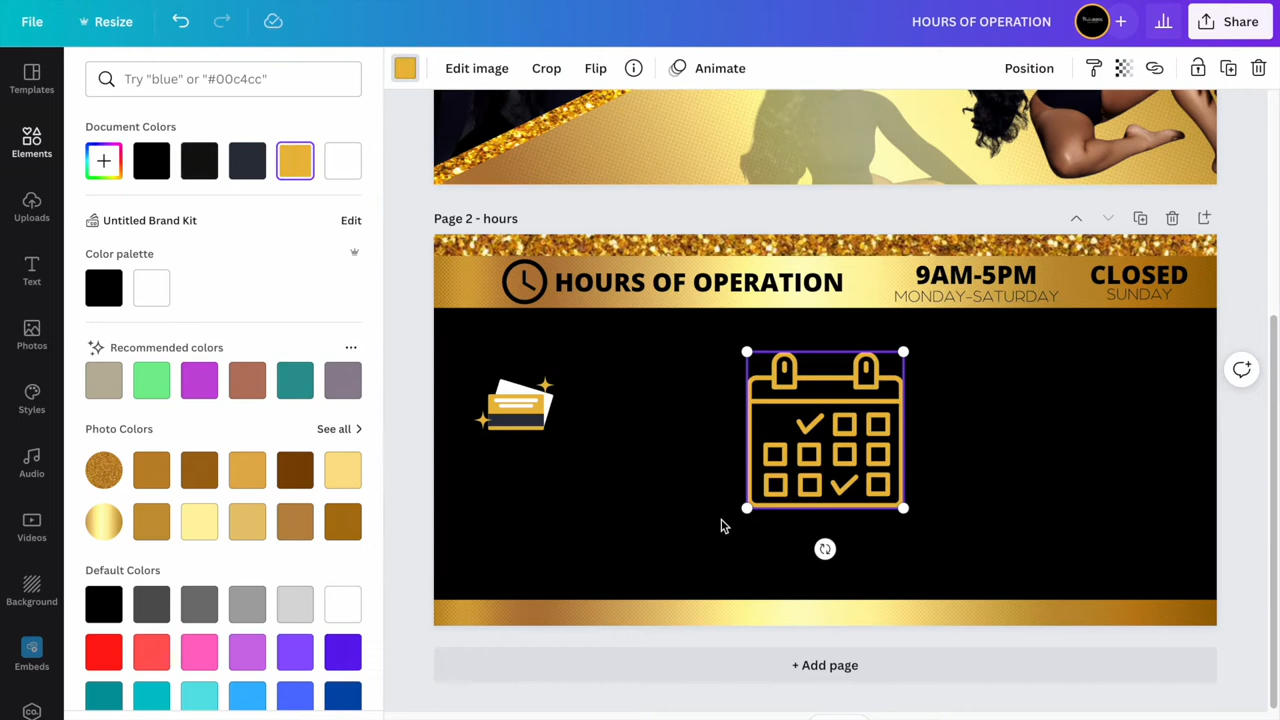 File
Resize
HOURS OF OPERATION
Share
Templates
Elements
Uploads
Text
Photos
Styles
Audio
Videos
Background
Embeds
co.
Try "blue" or "#00c4cc"
Document Colors
Untitled Brand Kit
Edit
Color palette
Recommended colors
Photo Colors
See all
Default Colors
Edit image
Crop
Flip
Animate
Position
Page 2 - hours
HOURS OF OPERATION
9AM-5PM
MONDAY-SATURDAY
CLOSED
SUNDAY
+ Add page